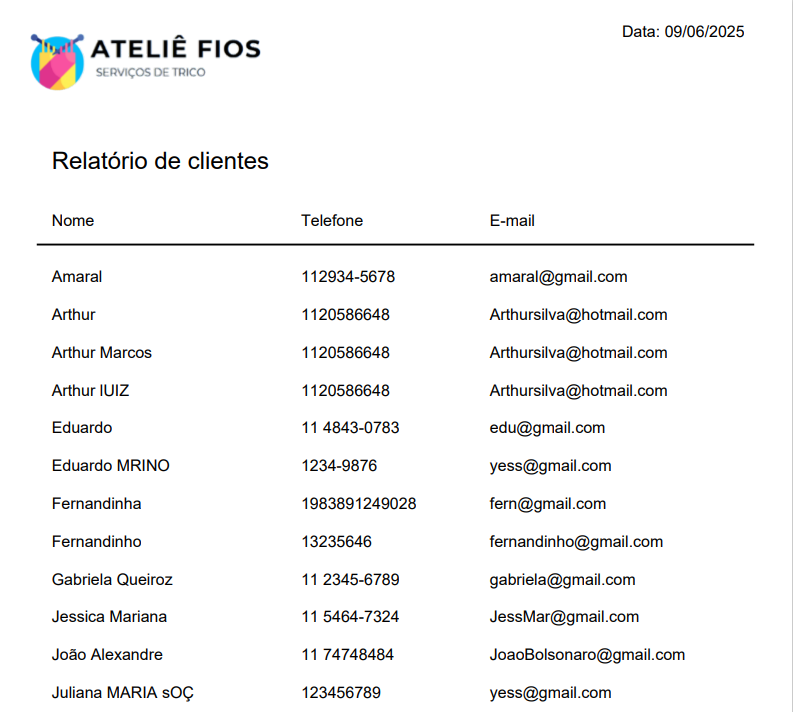 Data: 09/06/2025
ATELIÊ FIOS
SERVIÇOS DE TRICO
Relatório de clientes
Nome Telefone E-mail
Amaral 112934-5678 amaral@gmail.com
Arthur 1120586648 Arthursilva@hotmail.com
Arthur Marcos 1120586648 Arthursilva@hotmail.com
Arthur lUIZ 1120586648 Arthursilva@hotmail.com
Eduardo 11 4843-0783 edu@gmail.com
Eduardo MRINO 1234-9876 yess@gmail.com
Fernandinha 1983891249028 fern@gmail.com
Fernandinho 13235646 fernandinho@gmail.com
Gabriela Queiroz 11 2345-6789 gabriela@gmail.com
Jessica Mariana 11 5464-7324 JessMar@gmail.com
João Alexandre 11 74748484 JoaoBolsonaro@gmail.com
Juliana MARIA sOÇ 123456789 yess@gmail.com